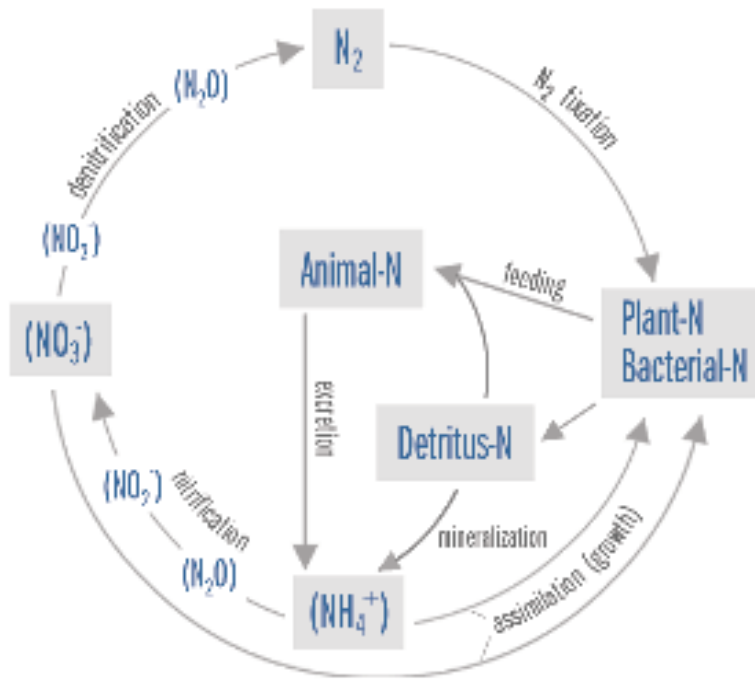 N₂
(N₂O)
N₂ fixation
denitrification
(NO₂⁻)
Animal-N
feeding
Plant-N
Bacterial-N
(NO₃⁻)
excretion
Detritus-N
(NO₂⁻)
nitrification
mineralization
(N₂O)
(NH₄⁺)
assimilation (growth)